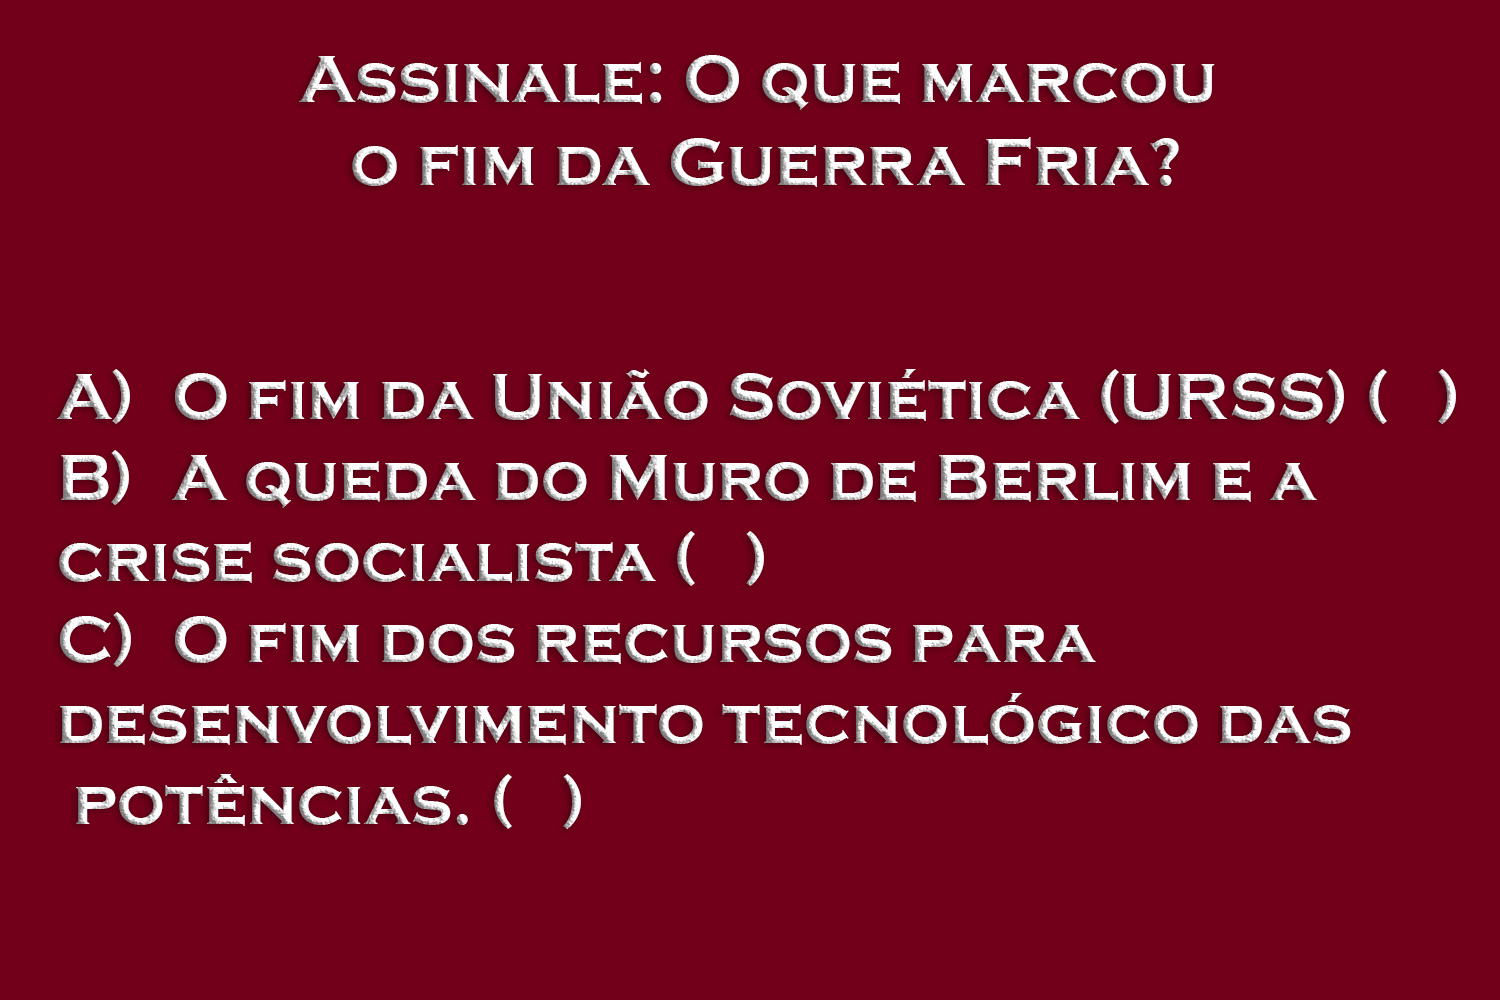 Assinale: O que marcou
o fim da Guerra Fria?
A) O fim da União Soviética (URSS) ( )
B) A queda do Muro de Berlim e a
crise socialista ( )
C) O fim dos recursos para
desenvolvimento tecnológico das
potências. ( )